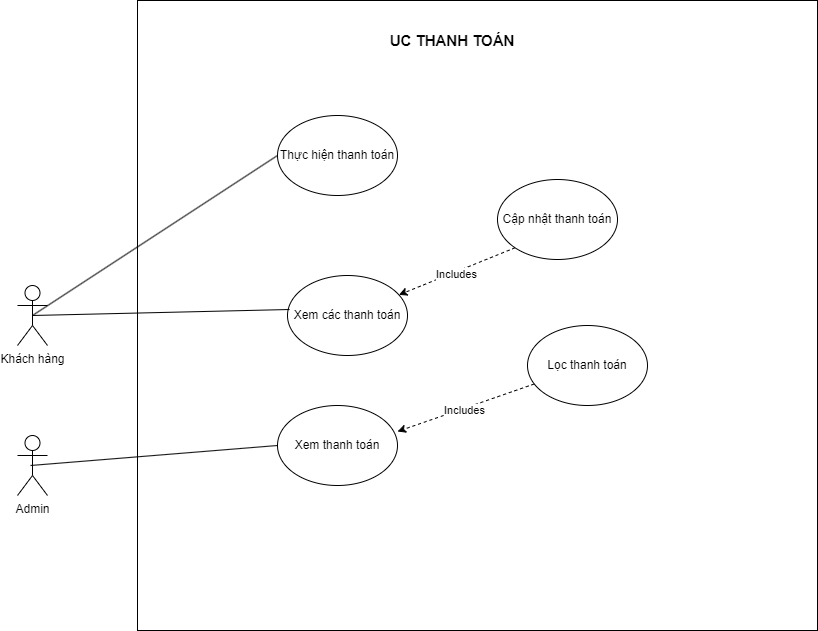 UC THANH TOÁN
Thực hiện thanh toán
Cập nhật thanh toán
Includes
Xem các thanh toán
Khách hàng
Lọc thanh toán
Includes
Xem thanh toán
Admin